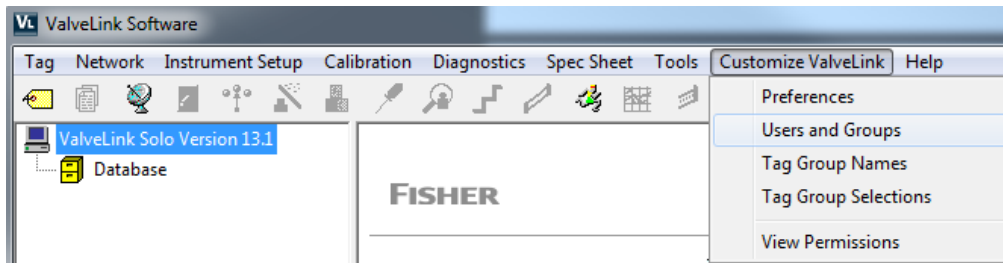 VL ValveLink Software
Tag Network Instrument Setup Calibration Diagnostics Spec Sheet Tools Customize ValveLink Help
Preferences
Users and Groups
Tag Group Names
Tag Group Selections
View Permissions
ValveLink Solo Version 13.1
Database
FISHER